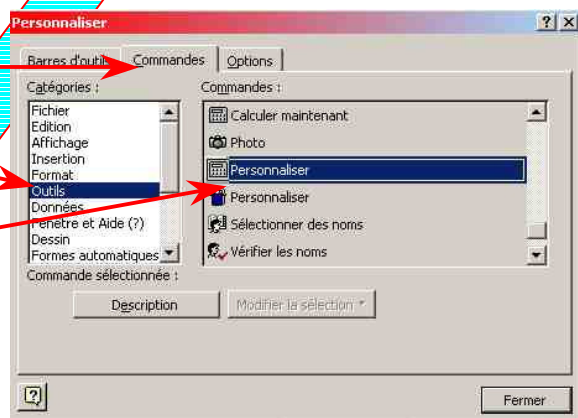 Personnaliser
Barres d'outils Commandes Options
Catégories :
Commandes :
Fichier
Edition
Affichage
Insertion
Format
Outils
Données
Fenêtre et Aide (?)
Dessin
Formes automatiques
Calculer maintenant
Photo
Personnaliser
Personnaliser
Sélectionner des noms
Vérifier les noms
Commande sélectionnée :
Description
Modifier la sélection
Fermer